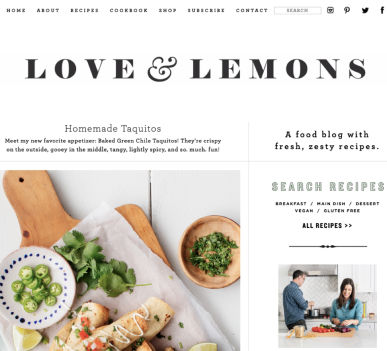 HOME ABOUT RECIPES COOKBOOK SHOP SUBSCRIBE CONTACT SEARCH
LOVE & LEMONS
Homemade Taquitos
Meet my new favorite appetizer: Baked Green Chile Taquitos! They're crispy
on the outside, gooey in the middle, tangy, lightly spicy, and so. much. fun!
A food blog with
fresh, zesty recipes.
SEARCH RECIPES
BREAKFAST / MAIN DISH / DESSERT
VEGAN / GLUTEN FREE
ALL RECIPES >>